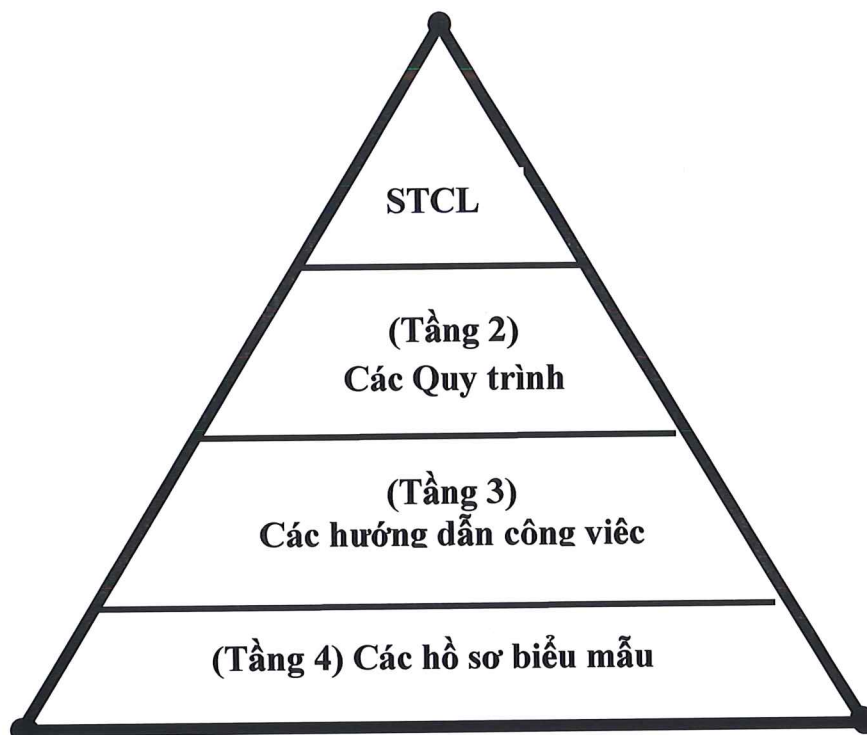 STCL
(Tầng 2)
Các Quy trình
(Tầng 3)
Các hướng dẫn công việc
(Tầng 4) Các hồ sơ biểu mẫu